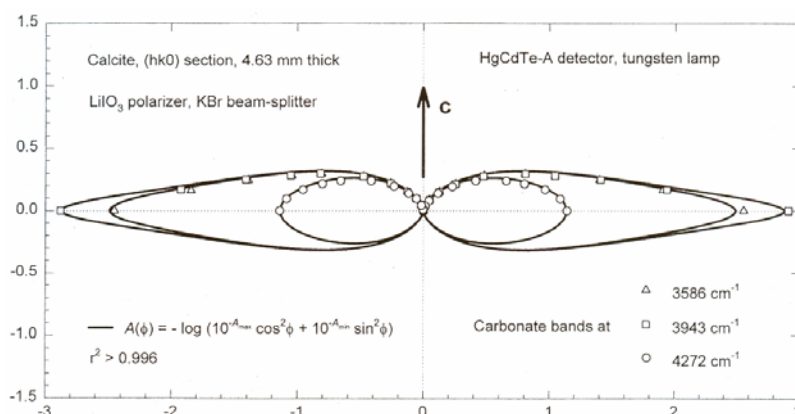 1.5
Calcite, (hk0) section, 4.63 mm thick
HgCdTe-A detector, tungsten lamp
1.0
LiIO₃ polarizer, KBr beam-splitter
C
0.5
0.0
-0.5
△ 3586 cm⁻¹
-1.0
A(ϕ) = - log (10^-Amax cos²ϕ + 10^-Amin sin²ϕ)
Carbonate bands at □ 3943 cm⁻¹
r² > 0.996
○ 4272 cm⁻¹
-1.5
-3 -2 -1 0 1 2